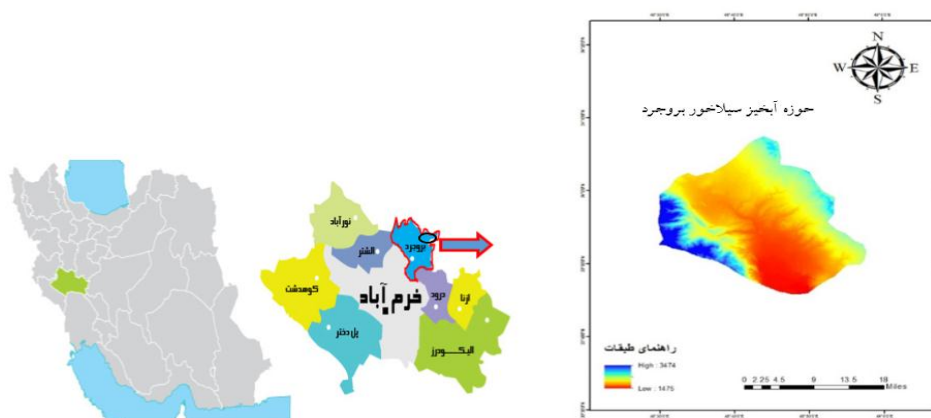 N
W E
S
حوزه آبخیز سیلاخور بروجرد
نورآباد
الشتر
بروجرد
کوهدشت
خرم آباد
درود
ازنا
پل دختر
الیگودرز
راهنمای طبقات
High : 3474
Low : 1475
0 2.25 4.5 9 13.5 18
Miles